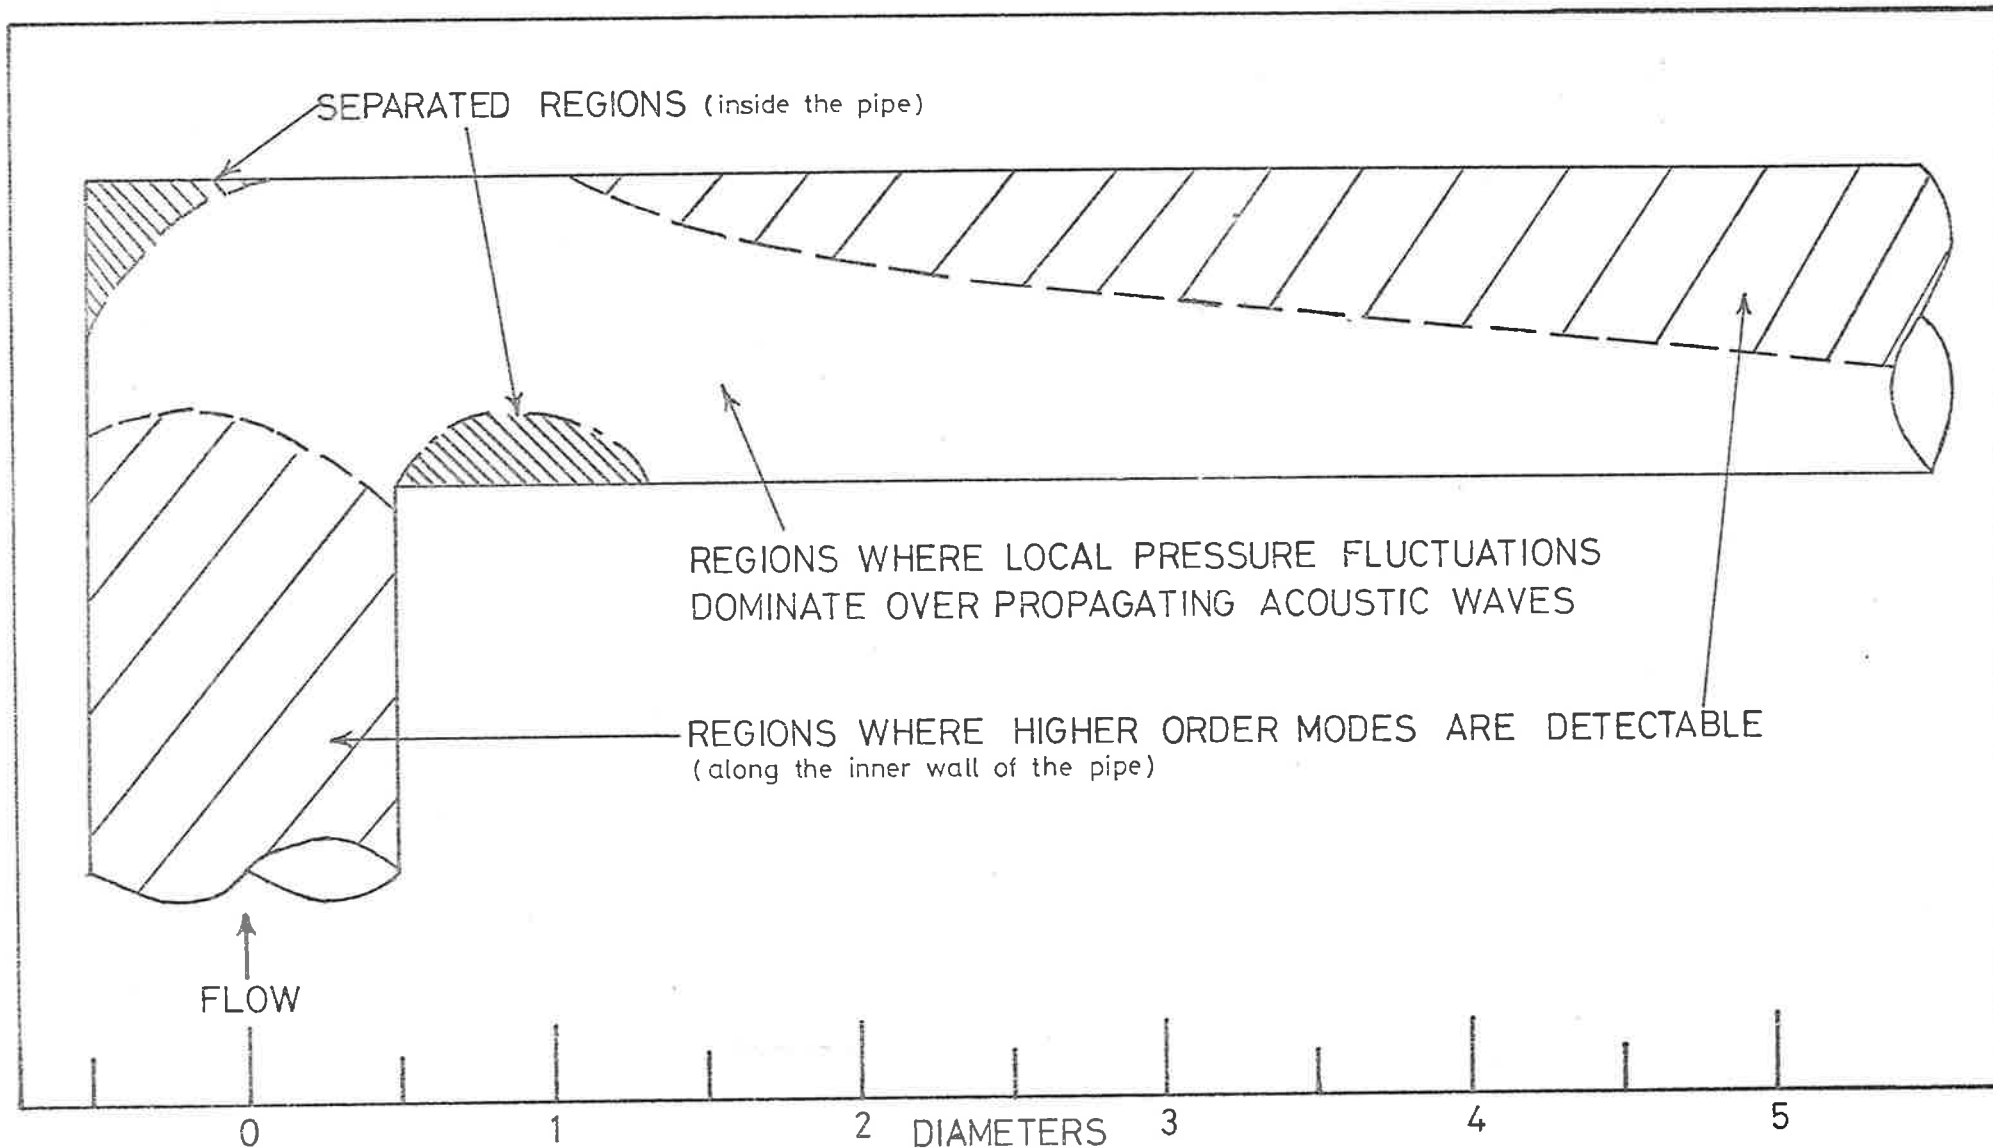 SEPARATED REGIONS (inside the pipe)
REGIONS WHERE LOCAL PRESSURE FLUCTUATIONS
DOMINATE OVER PROPAGATING ACOUSTIC WAVES
REGIONS WHERE HIGHER ORDER MODES ARE DETECTABLE
(along the inner wall of the pipe)
FLOW
0 1 2 DIAMETERS 3 4 5